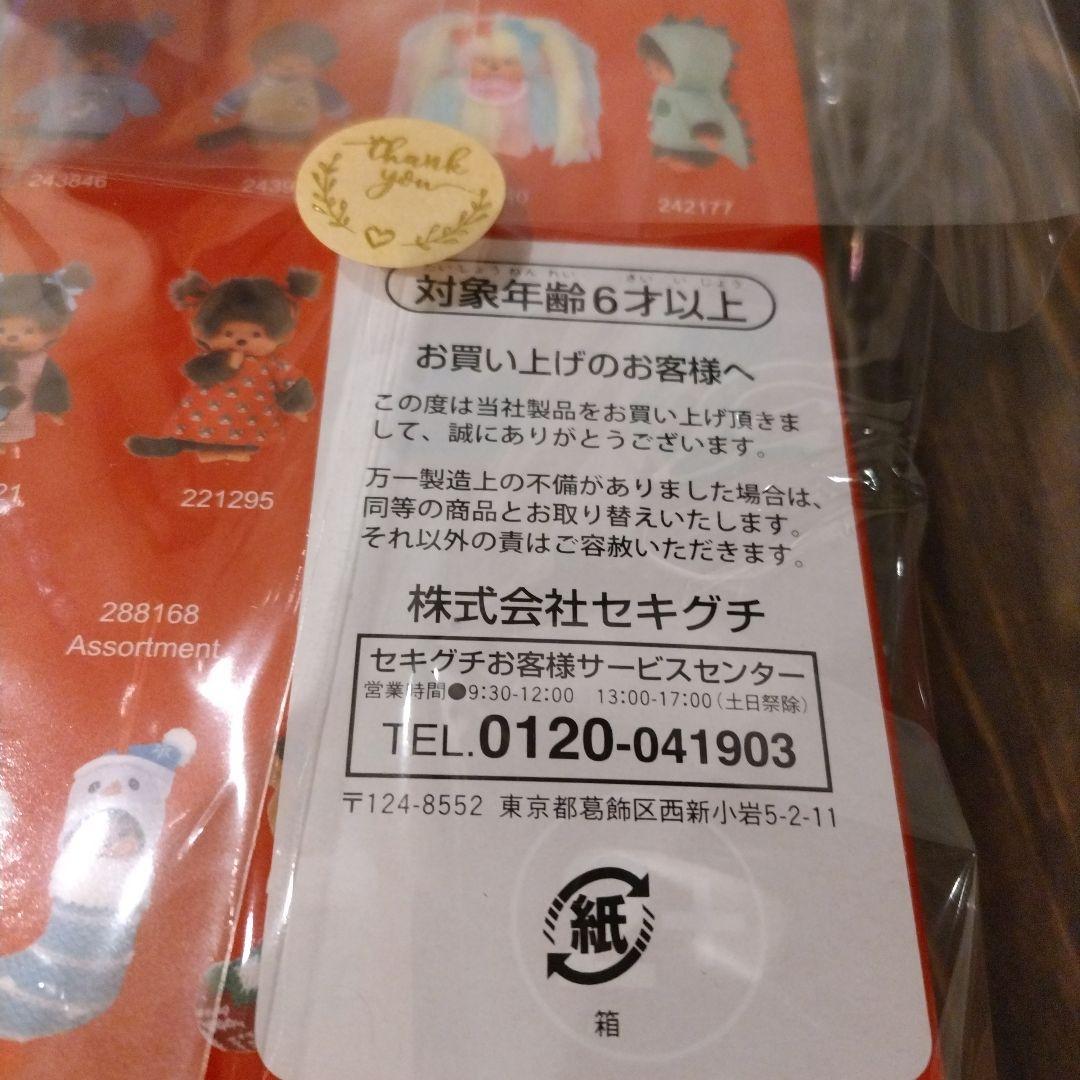 243846
thank
you
242177
対象年齢6才以上
お買い上げのお客様へ
この度は当社製品をお買い上げ頂きま
して、誠にありがとうございます。
万一製造上の不備がありました場合は、
同等の商品とお取り替えいたします。
それ以外の責はご容赦いただきます。
株式会社セキグチ
セキグチお客様サービスセンター
営業時間●9:30-12:00 13:00-17:00(土日祭除)
TEL.0120-041903
〒124-8552 東京都葛飾区西新小岩5-2-11
紙
箱
221295
288168
Assortment